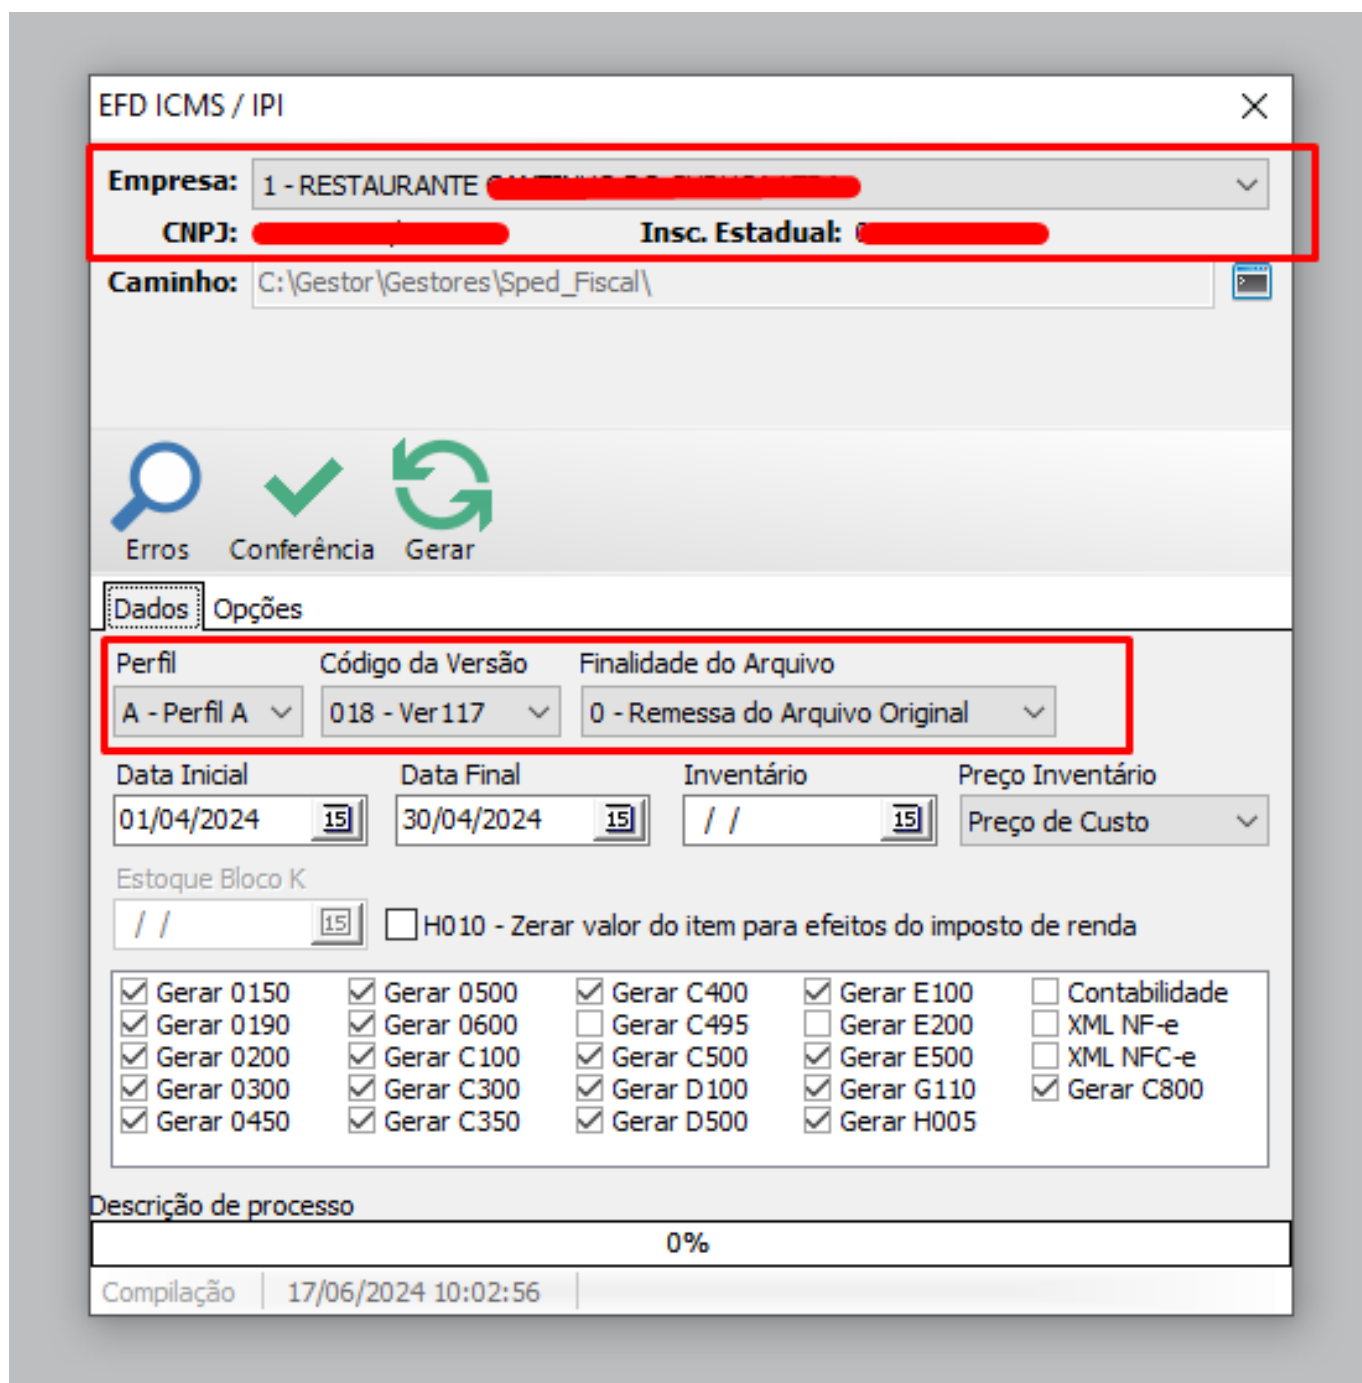 EFD ICMS / IPI
Empresa: 1 - RESTAURANTE
CNPJ: Insc. Estadual:
Caminho: C:\Gestor\Gestores\Sped_Fiscal\
Erros Conferência Gerar
Dados Opções
Perfil Código da Versão Finalidade do Arquivo
A - Perfil A 018 - Ver117 0 - Remessa do Arquivo Original
Data Inicial Data Final Inventário Preço Inventário
01/04/2024 15 30/04/2024 15 / / 15 Preço de Custo
Estoque Bloco K
/ / 15 H010 - Zerar valor do item para efeitos do imposto de renda
Gerar 0150 Gerar 0500 Gerar C400 Gerar E100 Contabilidade
Gerar 0190 Gerar 0600 Gerar C495 Gerar E200 XML NF-e
Gerar 0200 Gerar C100 Gerar C500 Gerar E500 XML NFC-e
Gerar 0300 Gerar C300 Gerar D100 Gerar G110 Gerar C800
Gerar 0450 Gerar C350 Gerar D500 Gerar H005
Descrição de processo
0%
Compilação 17/06/2024 10:02:56